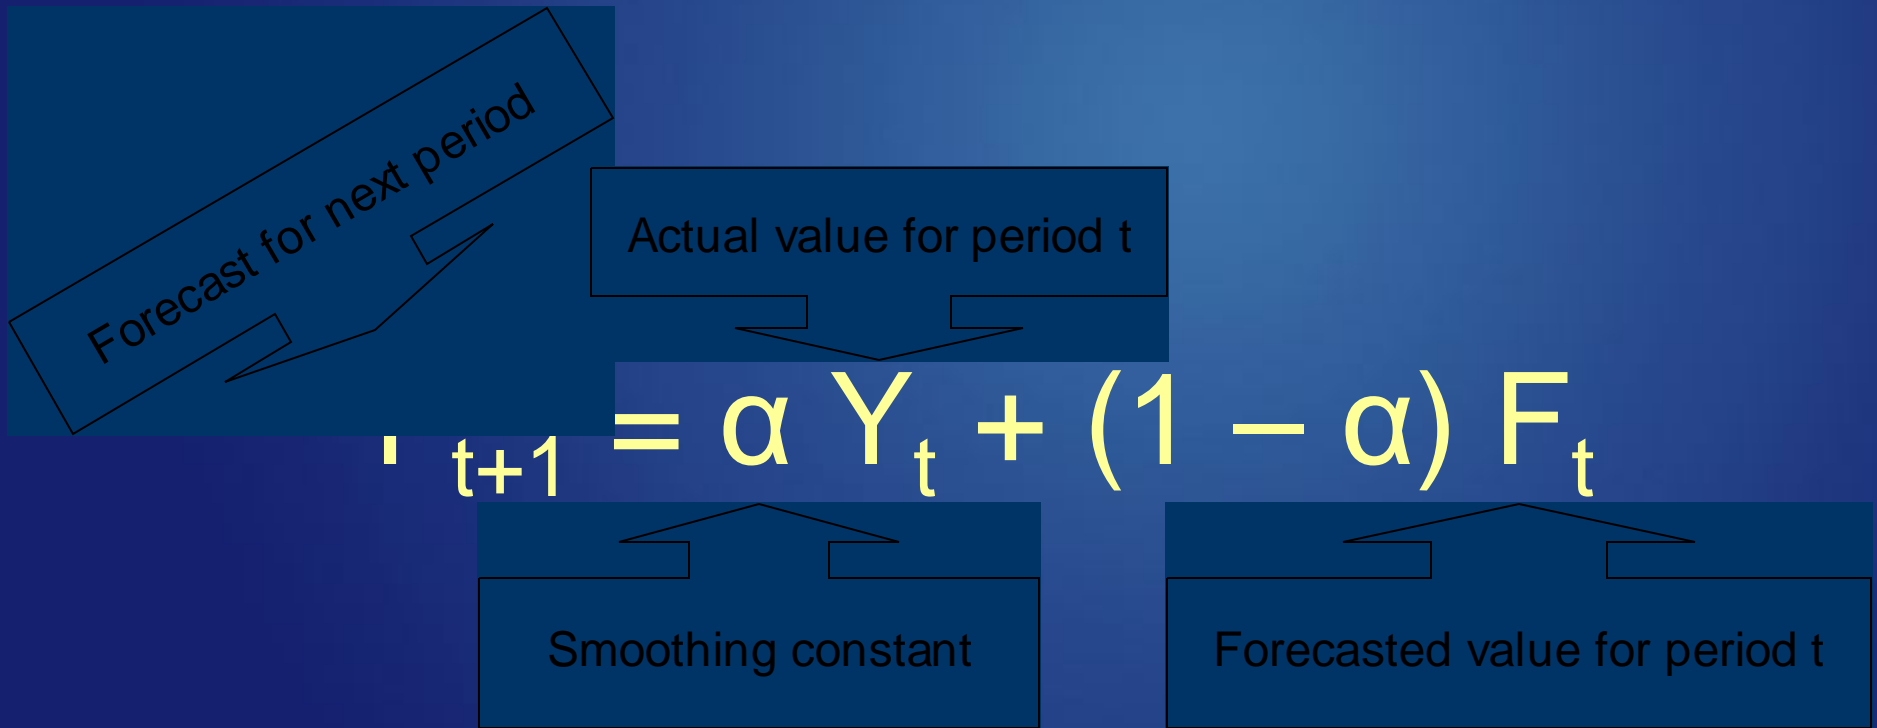 Forecast for next period
Actual value for period t
t+1 = α Yt + (1 – α) Ft
Smoothing constant
Forecasted value for period t